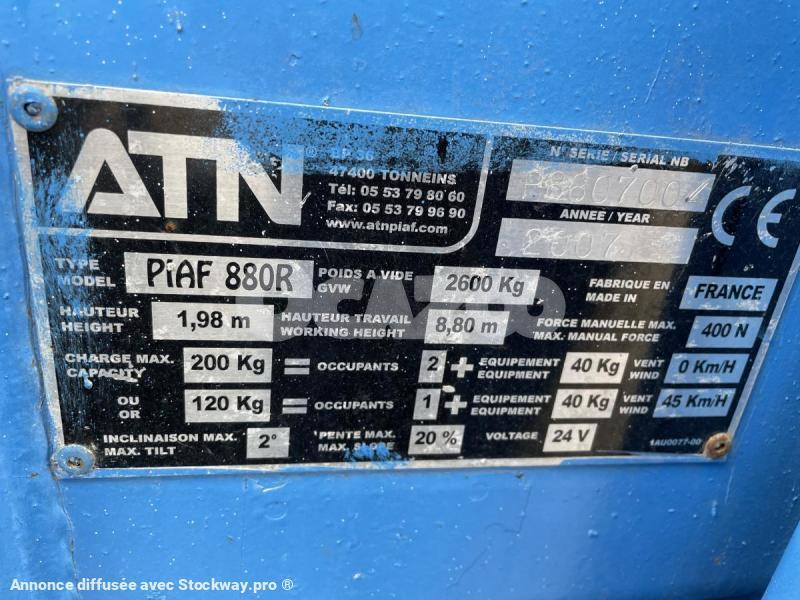 ATN ®
47400 TONNEINS
Tél: 05 53 79 80 60
Fax: 05 53 79 96 90
www.atnpiaf.com
N° SERIE / SERIAL NB
ANNÉE / YEAR
2007
CE
TYPE
MODEL
PiAF 880R
POIDS A VIDE
GVW
2600 Kg
FABRIQUE EN
MADE IN
FRANCE
HAUTEUR
HEIGHT
1,98 m
HAUTEUR TRAVAIL
WORKING HEIGHT
8,80 m
FORCE MANUELLE MAX.
MAX. MANUAL FORCE
400 N
CHARGE MAX.
CAPACITY
200 Kg = OCCUPANTS 2 + EQUIPEMENT
EQUIPMENT
40 Kg
VENT
WIND
0 Km/H
OU
OR
120 Kg = OCCUPANTS 1 + EQUIPEMENT
EQUIPMENT
40 Kg
VENT
WIND
45 Km/H
INCLINAISON MAX.
MAX. TILT
2°
PENTE MAX.
MAX. SLOPE
20 %
VOLTAGE
24 V
1AU0077-00
Annonce diffusée avec Stockway.pro ®